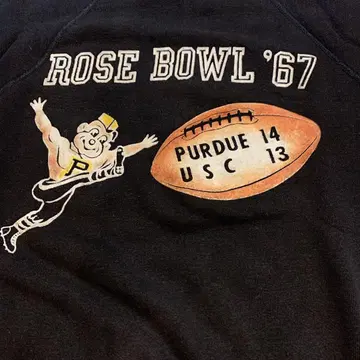 ROSE BOWL '67
PURDUE 14
USC 13
P